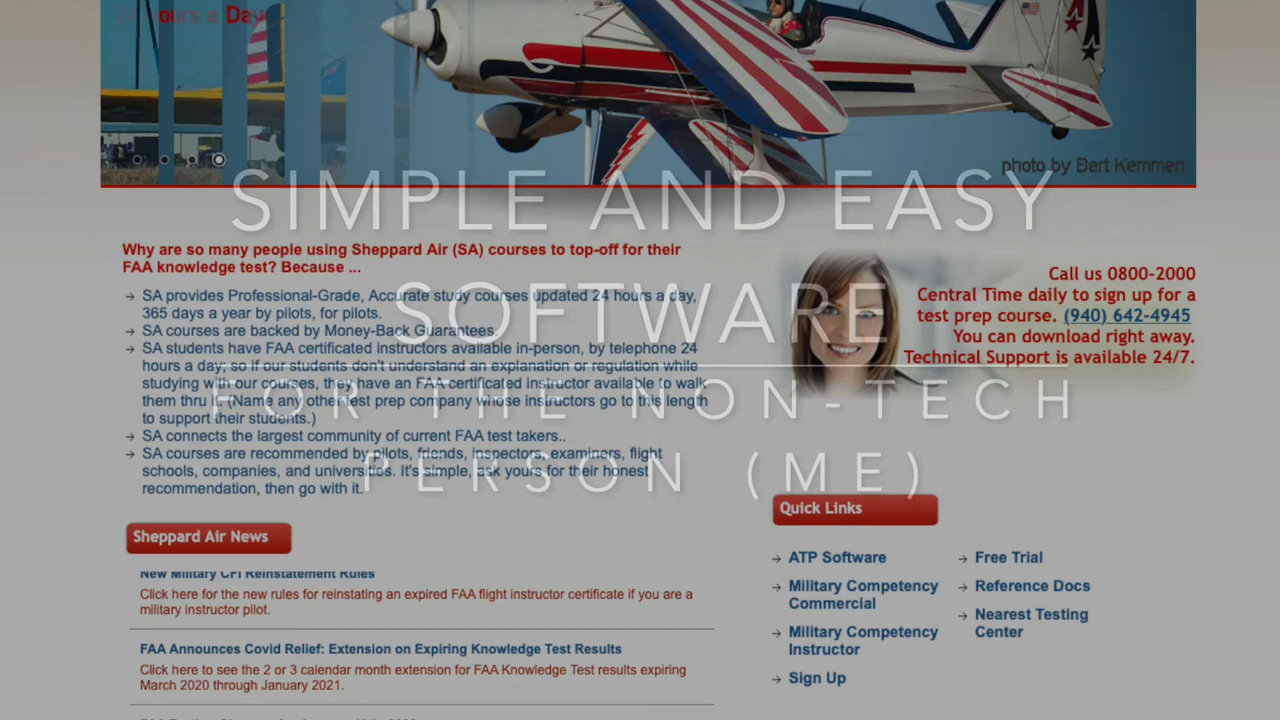 Hours a Day
photo by Bert Kemmen
SIMPLE AND EASY
SOFTWARE
FOR THE NON-TECH
PERSON (ME)
Why are so many people using Sheppard Air (SA) courses to top-off for their
FAA knowledge test? Because ...
→ SA provides Professional-Grade, Accurate study courses updated 24 hours a day,
365 days a year by pilots, for pilots.
→ SA courses are backed by Money-Back Guarantees.
→ SA students have FAA certificated instructors available in-person, by telephone 24
hours a day; so if our students don't understand an explanation or regulation while
studying with our courses, they have an FAA certificated instructor available to walk
them thru it. (Name any other test prep company whose instructors go to this length
to support their students.)
→ SA connects the largest community of current FAA test takers..
→ SA courses are recommended by pilots, friends, inspectors, examiners, flight
schools, companies, and universities. It's simple, ask yours for their honest
recommendation, then go with it.
Call us 0800-2000
Central Time daily to sign up for a
test prep course. (940) 642-4945
You can download right away.
Technical Support is available 24/7.
Sheppard Air News
New Military CFI Reinstatement Rules
Click here for the new rules for reinstating an expired FAA flight instructor certificate if you are a
military instructor pilot.
FAA Announces Covid Relief: Extension on Expiring Knowledge Test Results
Click here to see the 2 or 3 calendar month extension for FAA Knowledge Test results expiring
March 2020 through January 2021.
Quick Links
→ ATP Software
→ Military Competency
Commercial
→ Military Competency
Instructor
→ Sign Up
→ Free Trial
→ Reference Docs
→ Nearest Testing
Center